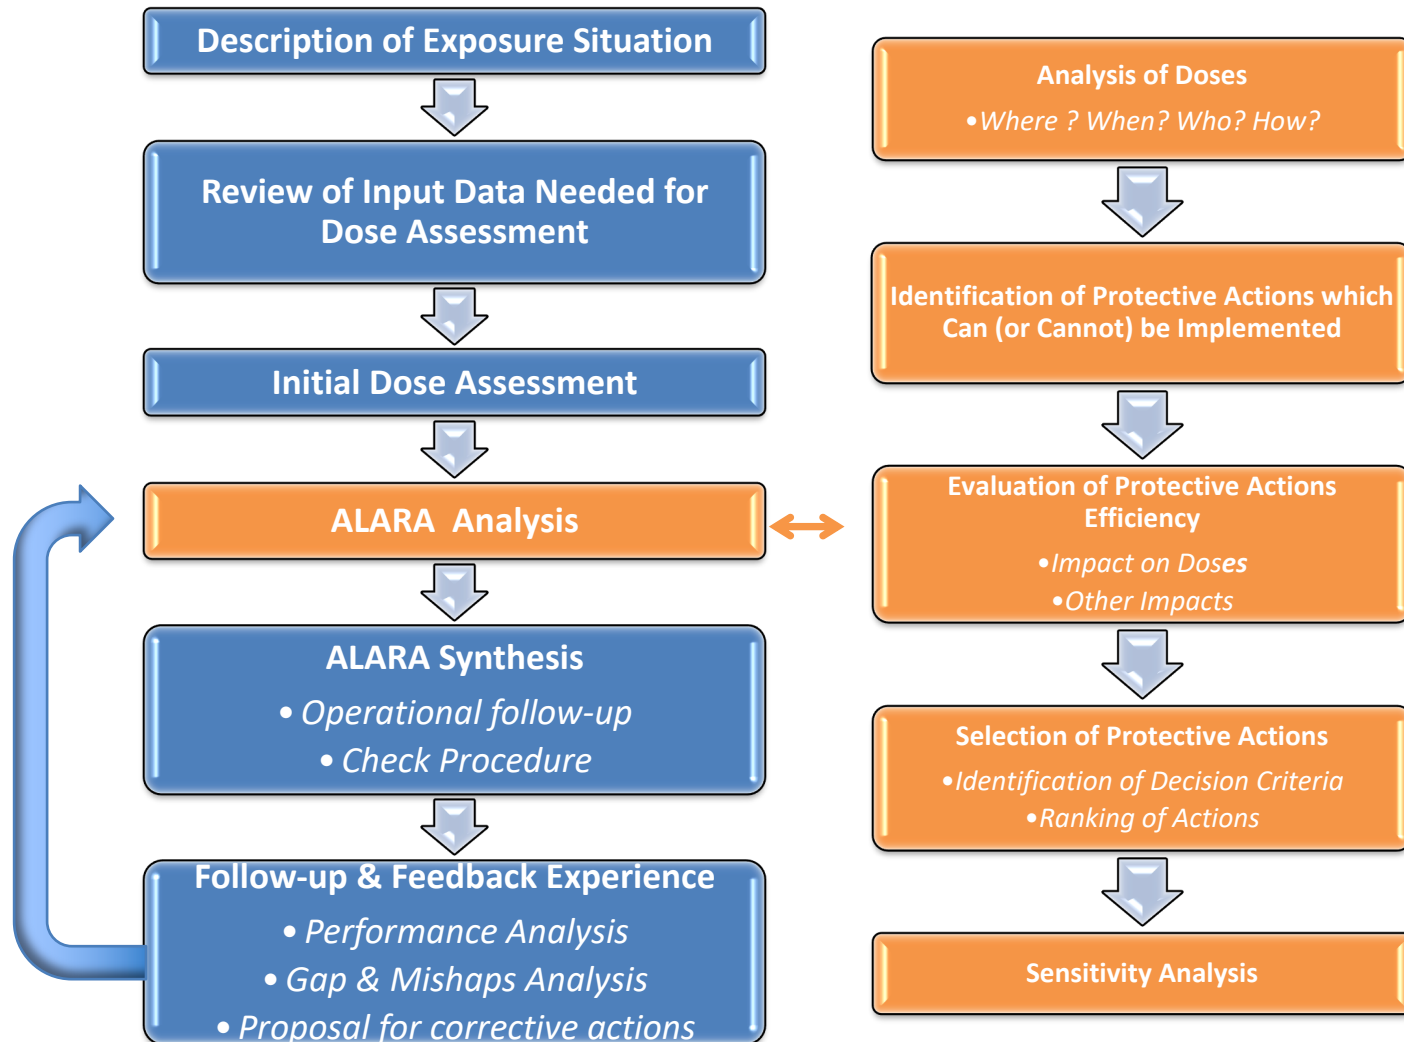 Description of Exposure Situation
Review of Input Data Needed for
Dose Assessment
Initial Dose Assessment
ALARA  Analysis
ALARA Synthesis
• Operational follow-up
• Check Procedure
Follow-up & Feedback Experience
• Performance Analysis
• Gap & Mishaps Analysis
• Proposal for corrective actions
Analysis of Doses
•Where ? When? Who? How?
Identification of Protective Actions which
Can (or Cannot) be Implemented
Evaluation of Protective Actions
Efficiency
•Impact on Doses
•Other Impacts
Selection of Protective Actions
•Identification of Decision Criteria
•Ranking of Actions
Sensitivity Analysis